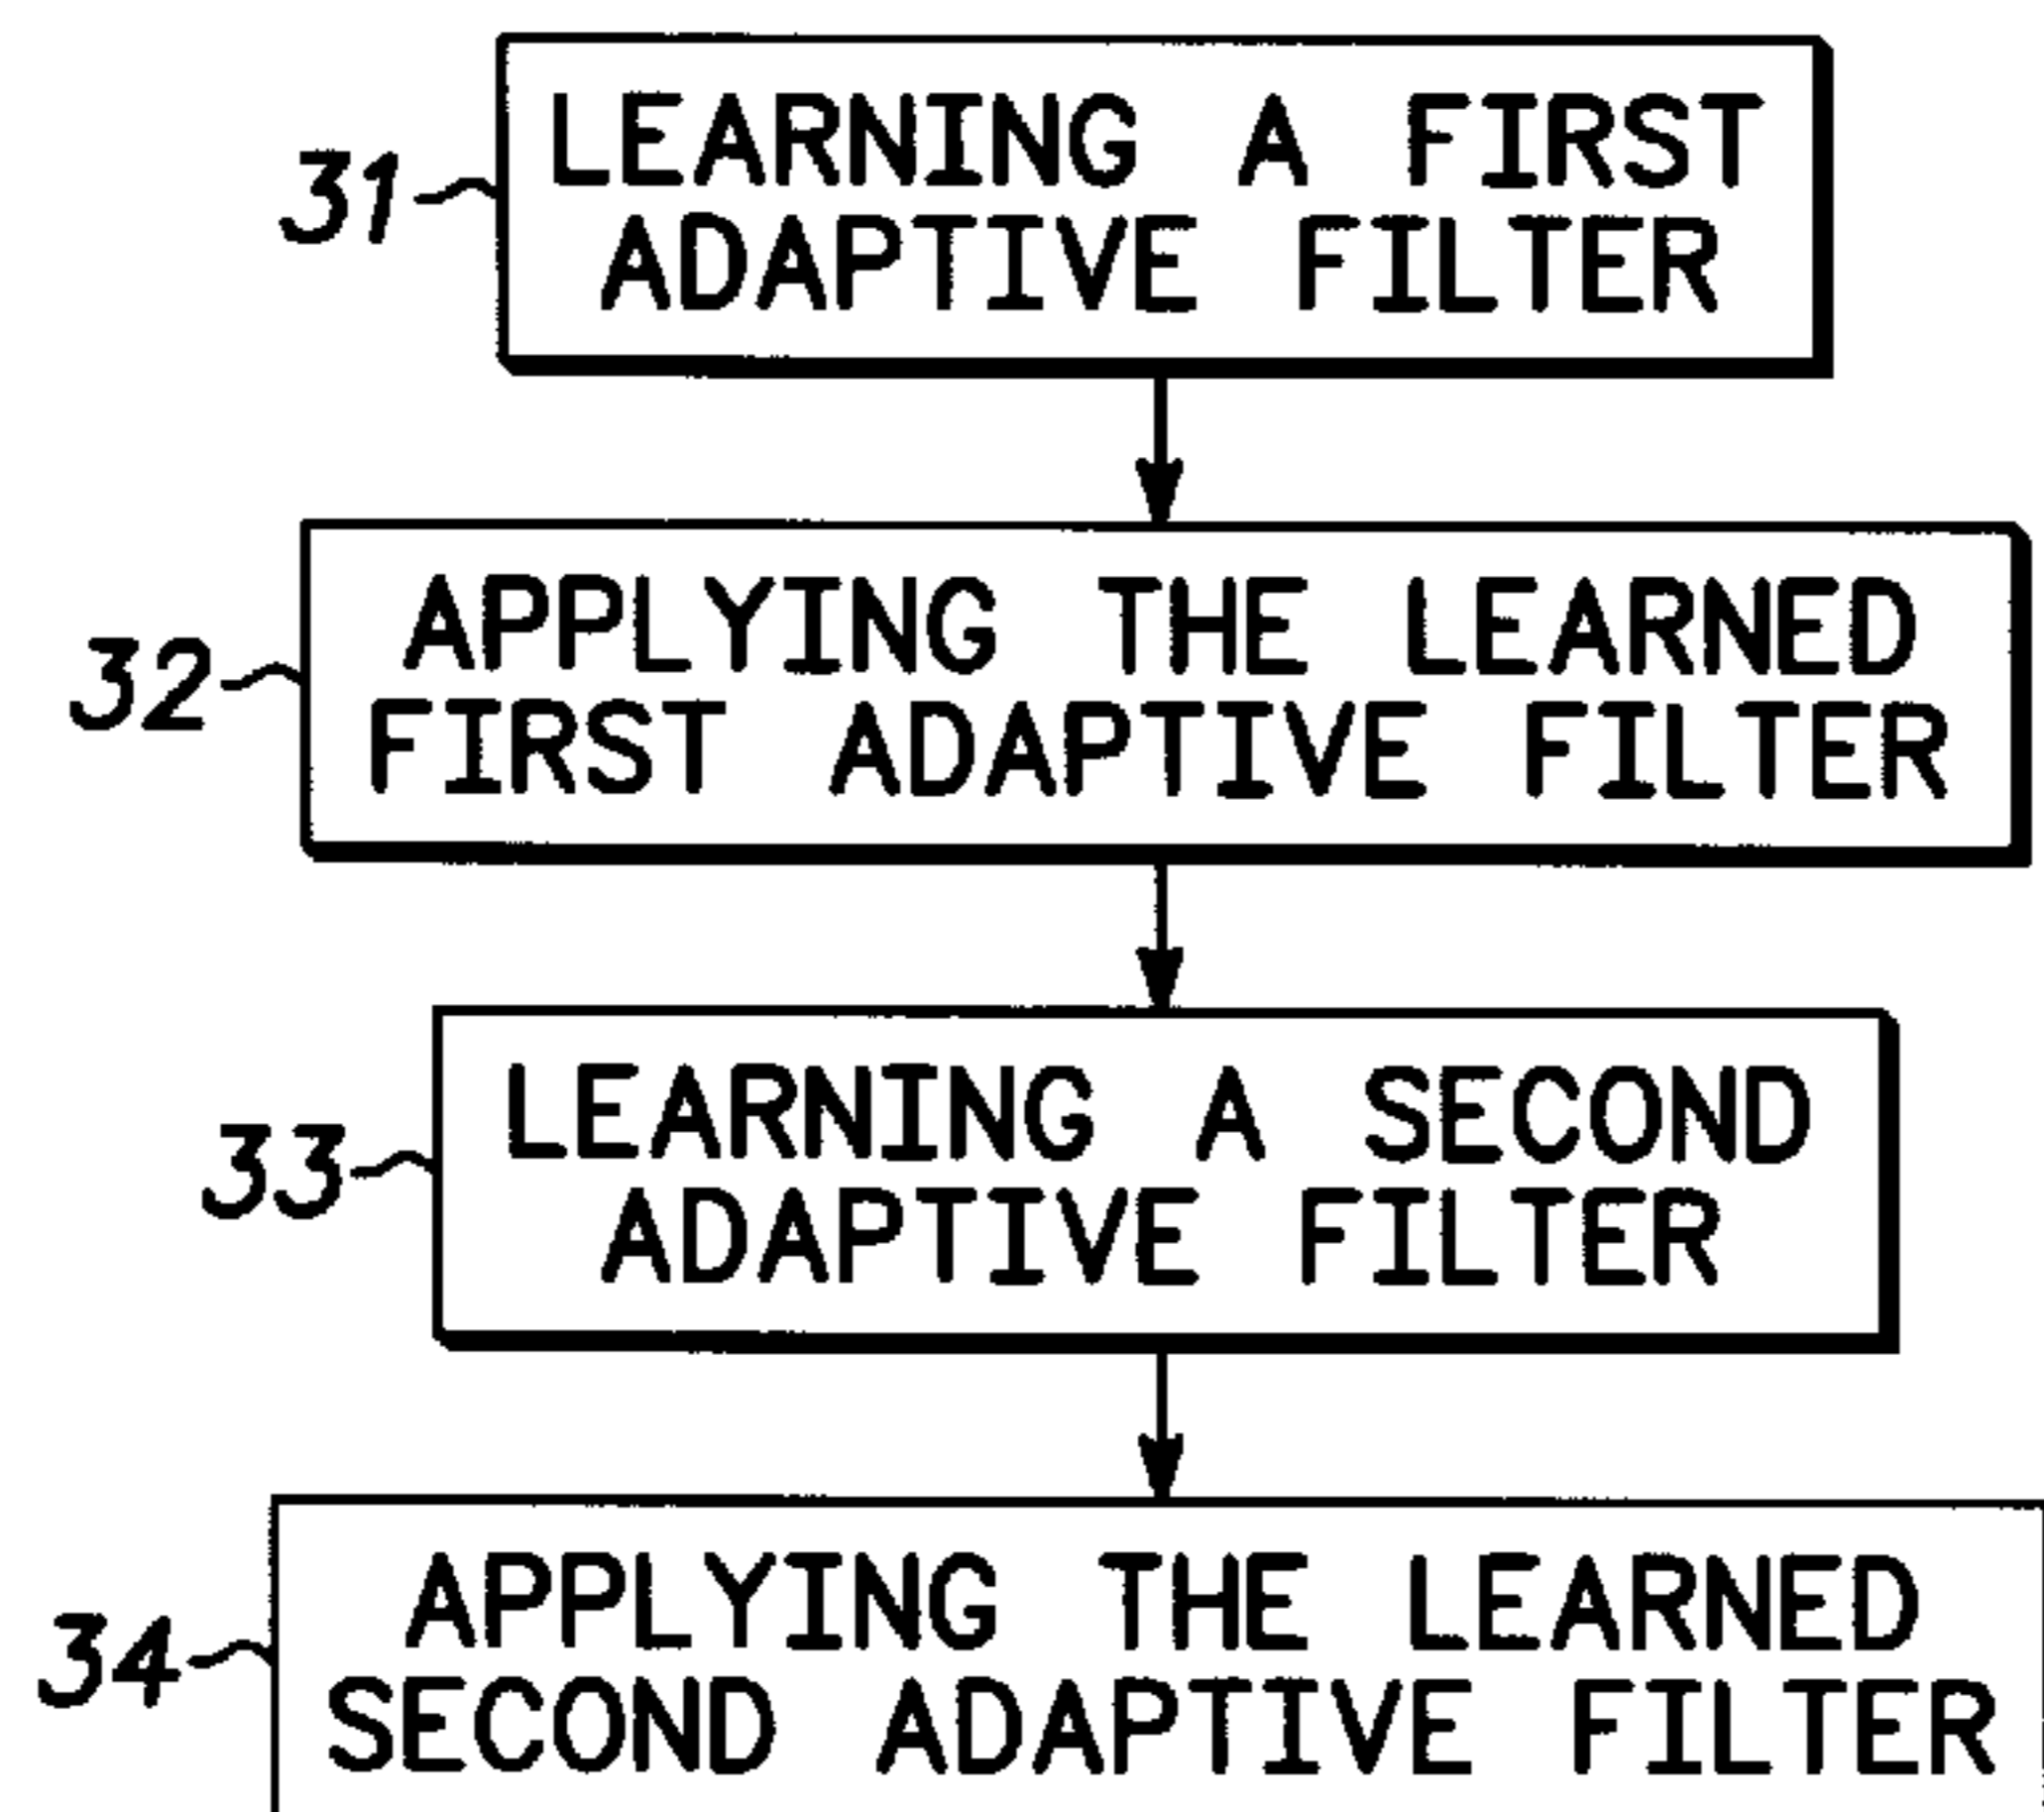 31
LEARNING A FIRST
ADAPTIVE FILTER
32
APPLYING THE LEARNED
FIRST ADAPTIVE FILTER
33
LEARNING A SECOND
ADAPTIVE FILTER
34
APPLYING THE LEARNED
SECOND ADAPTIVE FILTER